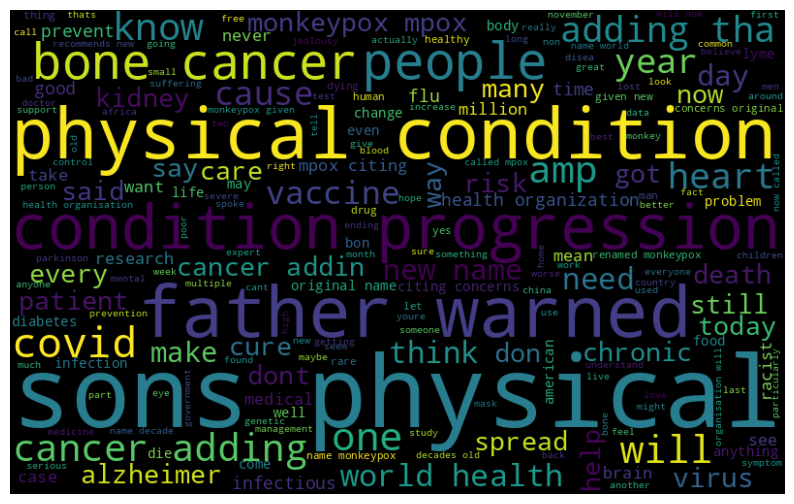 thing thats know monkeypox mpox body free really november will now first
call prevent never actually healthy long non name world adding tha
recommends new going jealousy common believe lyme
bone cancer people year
bad small suffering dying disea great
good doctor kidney cause flu many time day now
support africa monkeypox given test human increase million given new lost look men around
physical condition
old two tell change even data monkey concerns original
control blood give best
take say care right mpox citing way amp got heart
person want life may risk called mpox man fact problem now called
health organisation said severe spoke vaccine health organization better
condition progression
poor drug hope yes
parkinson research bon ending sure something home mean renamed monkeypox children
every week expert month cancer addin new name worse work need everyone death
anyone mental multiple cant original name citing concerns china country used
patient prevention let youre someone use still
father warned
diabetes high food today
covid infection make cure new getting seem maybe rare think don chronic racist particularly
much found american understand live
part eye dont love last
government medical might
sons physical
genetic mask organisation will
medicine name decade management well study feel bone
cancer adding one spread will see
case die back decades old help anything
serious come name monkeypox another symptom
alzheimer infectious world health brain virus